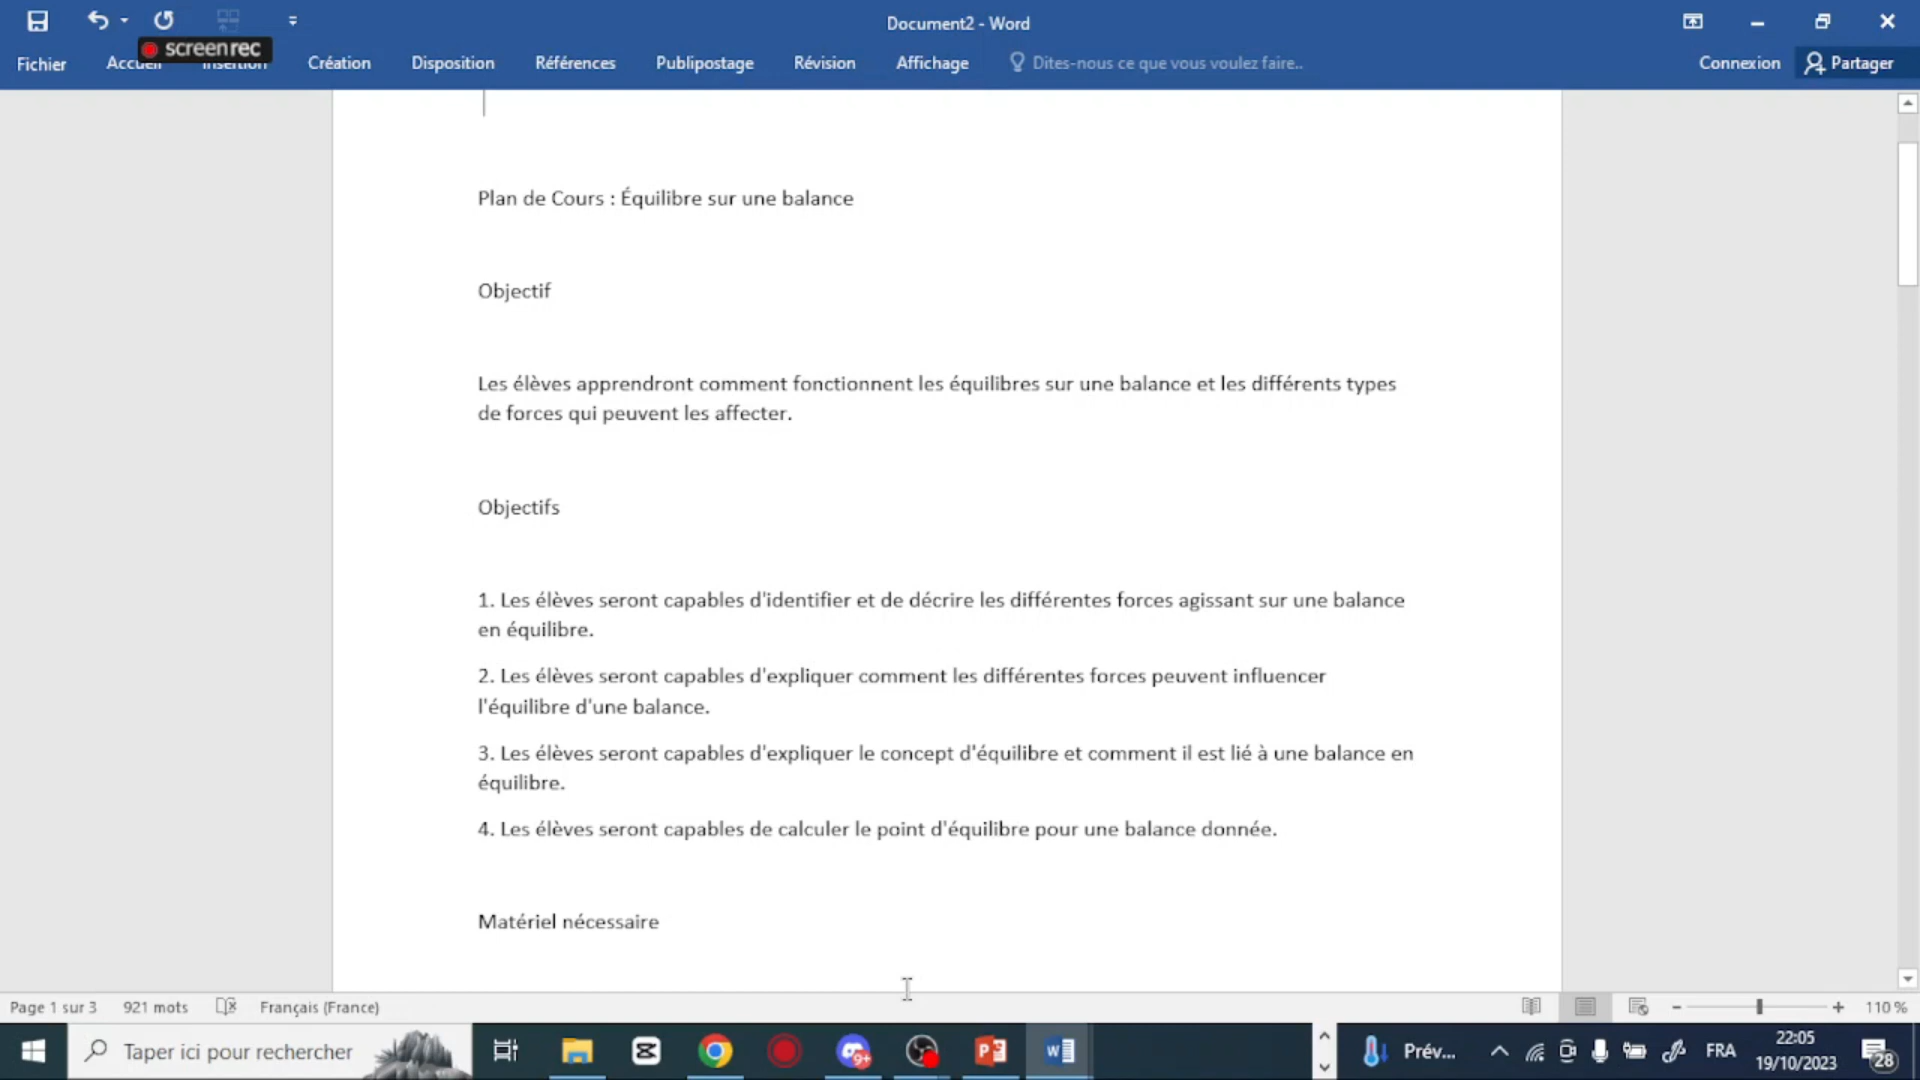 Document2 - Word
screenrec
Fichier
Création
Disposition
Références
Publipostage
Révision
Affichage
Dites-nous ce que vous voulez faire..
Connexion
Partager
Plan de Cours : Équilibre sur une balance
Objectif
Les élèves apprendront comment fonctionnent les équilibres sur une balance et les différents types
de forces qui peuvent les affecter.
Objectifs
1. Les élèves seront capables d'identifier et de décrire les différentes forces agissant sur une balance
en équilibre.
2. Les élèves seront capables d'expliquer comment les différentes forces peuvent influencer
l'équilibre d'une balance.
3. Les élèves seront capables d'expliquer le concept d'équilibre et comment il est lié à une balance en
équilibre.
4. Les élèves seront capables de calculer le point d'équilibre pour une balance donnée.
Matériel nécessaire
Page 1 sur 3
921 mots
Français (France)
110 %
Taper ici pour rechercher
9+
Prév...
FRA
22:05
19/10/2023
28